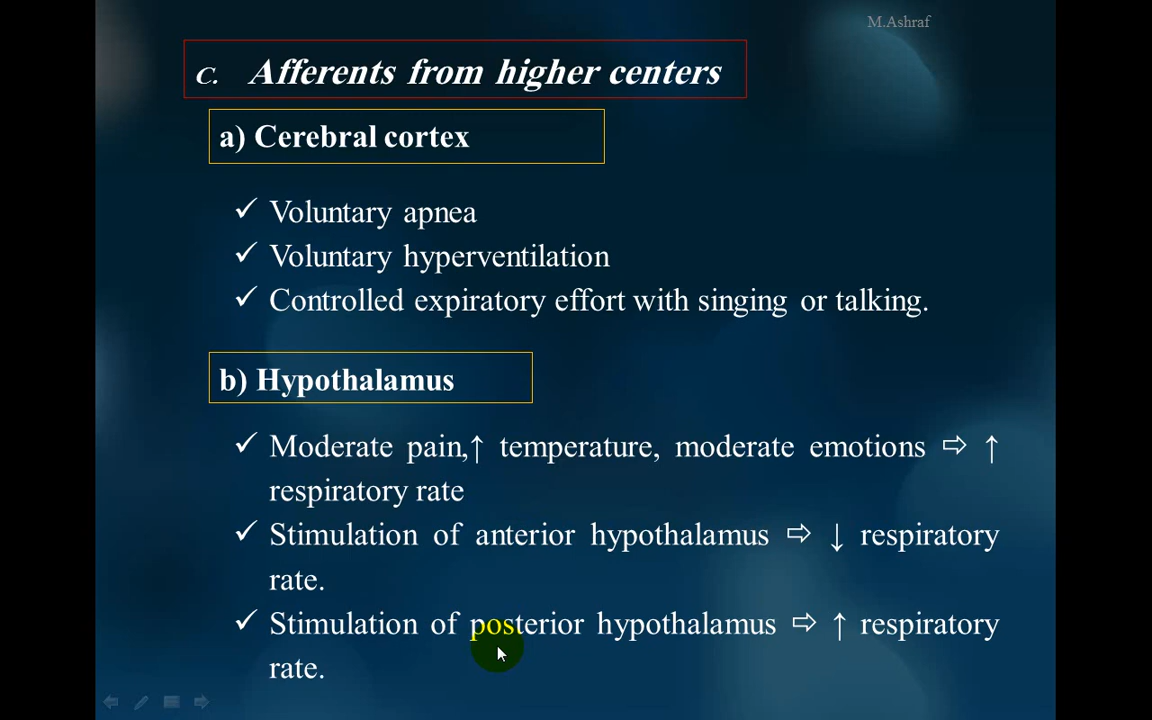 M.Ashraf
C. Afferents from higher centers
a) Cerebral cortex
✓ Voluntary apnea
✓ Voluntary hyperventilation
✓ Controlled expiratory effort with singing or talking.
b) Hypothalamus
✓ Moderate pain,↑ temperature, moderate emotions ⇨ ↑
respiratory rate
✓ Stimulation of anterior hypothalamus ⇨ ↓ respiratory
rate.
✓ Stimulation of posterior hypothalamus ⇨ ↑ respiratory
rate.